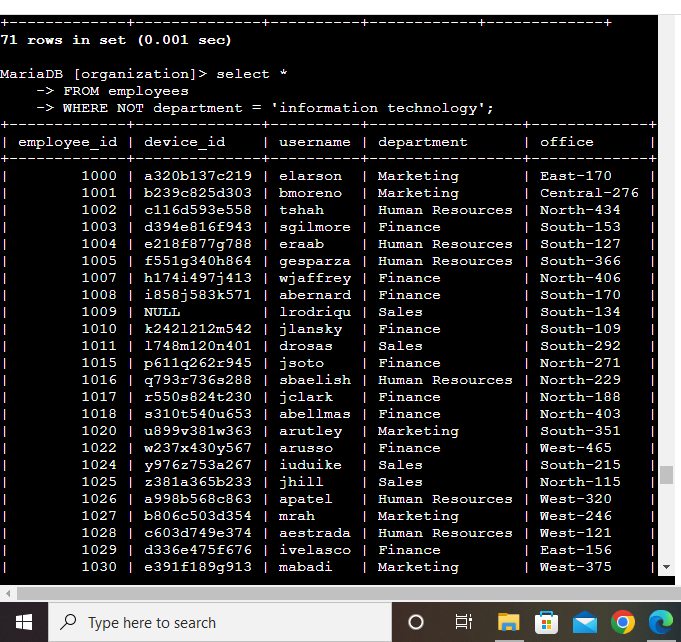 +-------------+--------------+----------+-----------------+-------------+
71 rows in set (0.001 sec)
MariaDB [organization]> select *
-> FROM employees
-> WHERE NOT department = 'information technology';
+-------------+--------------+----------+-----------------+-------------+
| employee_id | device_id | username | department | office |
+-------------+--------------+----------+-----------------+-------------+
| 1000 | a320b137c219 | elarson | Marketing | East-170 |
| 1001 | b239c825d303 | bmoreno | Marketing | Central-276 |
| 1002 | c116d593e558 | tshah | Human Resources | North-434 |
| 1003 | d394e816f943 | sgilmore | Finance | South-153 |
| 1004 | e218f877g788 | eraab | Human Resources | South-127 |
| 1005 | f551g340h864 | gesparza | Human Resources | South-366 |
| 1007 | h174i497j413 | wjaffrey | Finance | North-406 |
| 1008 | i858j583k571 | abernard | Finance | South-170 |
| 1009 | NULL | lrodriqu | Sales | South-134 |
| 1010 | k242l212m542 | jlansky | Finance | South-109 |
| 1011 | l748m120n401 | drosas | Sales | South-292 |
| 1015 | p611q262r945 | jsoto | Finance | North-271 |
| 1016 | q793r736s288 | sbaelish | Human Resources | North-229 |
| 1017 | r550s824t230 | jclark | Finance | North-188 |
| 1018 | s310t540u653 | abellmas | Finance | North-403 |
| 1020 | u899v381w363 | arutley | Marketing | South-351 |
| 1022 | w237x430y567 | arusso | Finance | West-465 |
| 1024 | y976z753a267 | iuduike | Sales | South-215 |
| 1025 | z381a365b233 | jhill | Sales | North-115 |
| 1026 | a998b568c863 | apatel | Human Resources | West-320 |
| 1027 | b806c503d354 | mrah | Marketing | West-246 |
| 1028 | c603d749e374 | aestrada | Human Resources | West-121 |
| 1029 | d336e475f676 | ivelasco | Finance | East-156 |
| 1030 | e391f189g913 | mabadi | Marketing | West-375 |
Type here to search